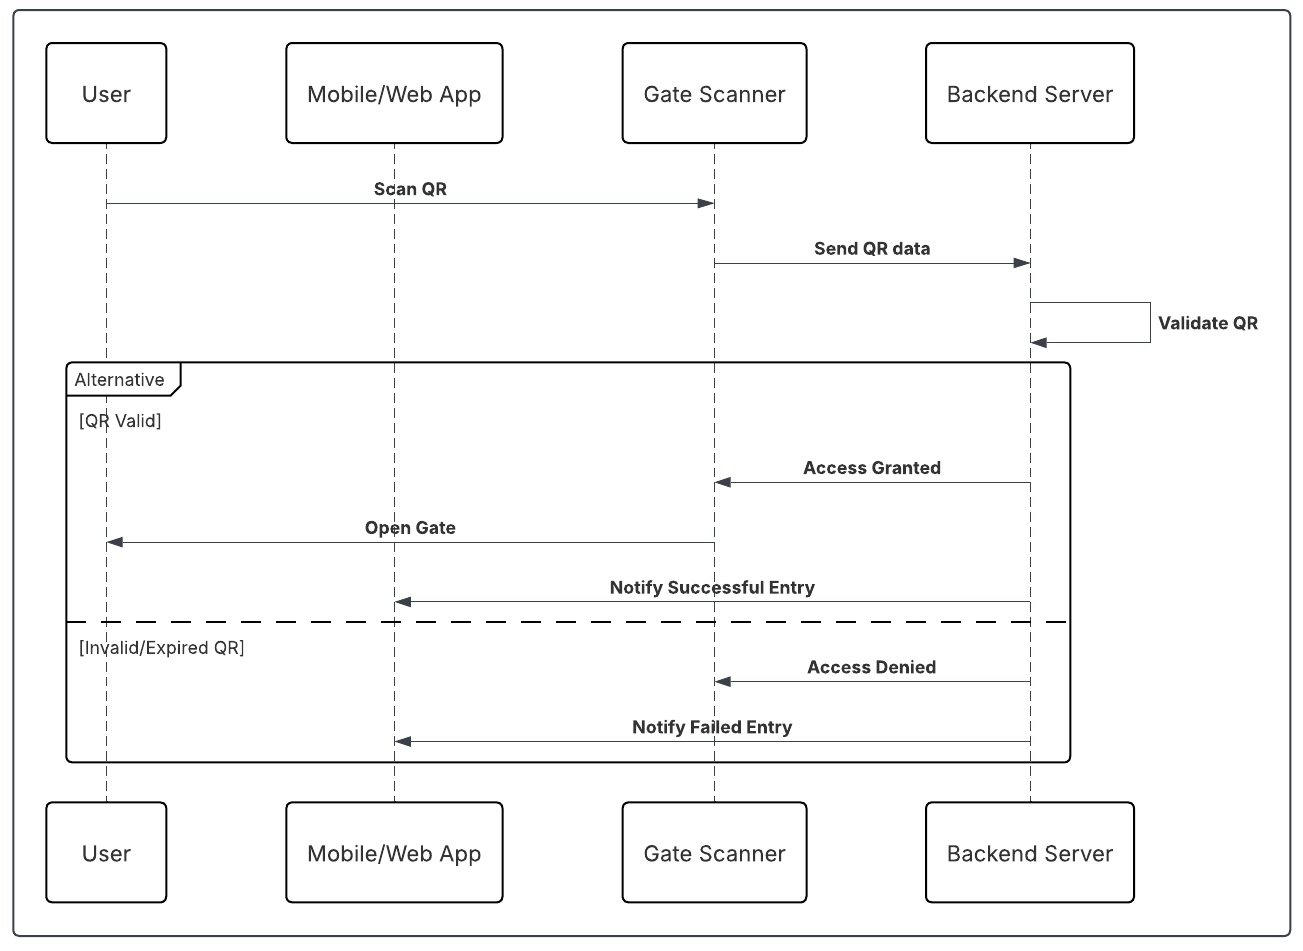 User
Mobile/Web App
Gate Scanner
Backend Server
Scan QR
Send QR data
Validate QR
Alternative
[QR Valid]
Access Granted
Open Gate
Notify Successful Entry
[Invalid/Expired QR]
Access Denied
Notify Failed Entry
User
Mobile/Web App
Gate Scanner
Backend Server